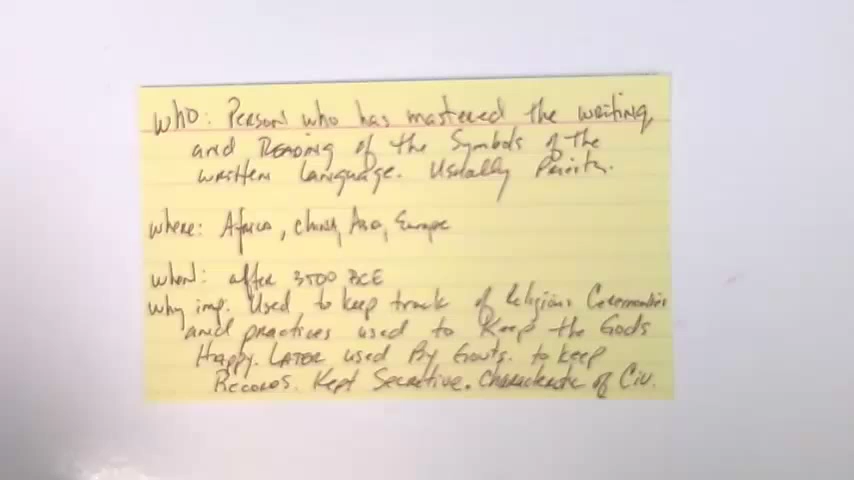 who: Person who has mastered the writing,
and Reading of the Symbols of the
written language. Usually Priests.
where: Africa, China, Asia, Europe
when: after 3500 BCE
why imp. Used to keep track of Religious Ceremonies
and practices used to keep the Gods
Happy. LATER used By Govts. to keep
Records. Kept Secretive. Characteristic of Civ.